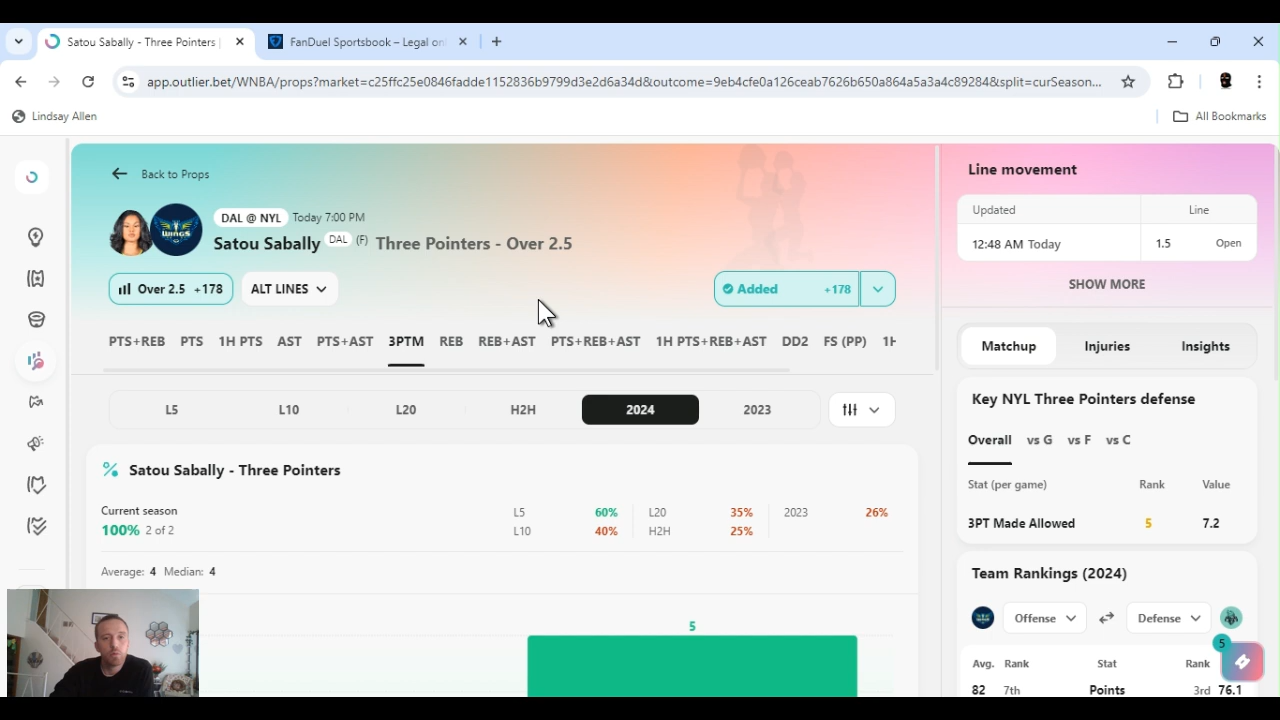 Satou Sabally - Three Pointers |
FanDuel Sportsbook – Legal on
app.outlier.bet/WNBA/props?market=c25ffc25e0846fadde1152836b9799d3e2d6a34d&outcome=9eb4cfe0a126ceab7626b650a864a5a3a4c89284&split=curSeason...
Lindsay Allen
All Bookmarks
Back to Props
WINGS
DAL @ NYL Today 7:00 PM
Satou Sabally DAL (F) Three Pointers - Over 2.5
Over 2.5 +178
ALT LINES
Added +178
PTS+REB PTS 1H PTS AST PTS+AST 3PTM REB REB+AST PTS+REB+AST 1H PTS+REB+AST DD2 FS (PP) 1H
L5 L10 L20 H2H 2024 2023
Satou Sabally - Three Pointers
Current season
100% 2 of 2
L5 60% L20 35% 2023 26%
L10 40% H2H 25%
Average: 4 Median: 4
5
Line movement
Updated Line
12:48 AM Today 1.5 Open
SHOW MORE
Matchup Injuries Insights
Key NYL Three Pointers defense
Overall vs G vs F vs C
Stat (per game) Rank Value
3PT Made Allowed 5 7.2
Team Rankings (2024)
Offense Defense
5
Avg. Rank Stat Rank
82 7th Points 3rd 76.1